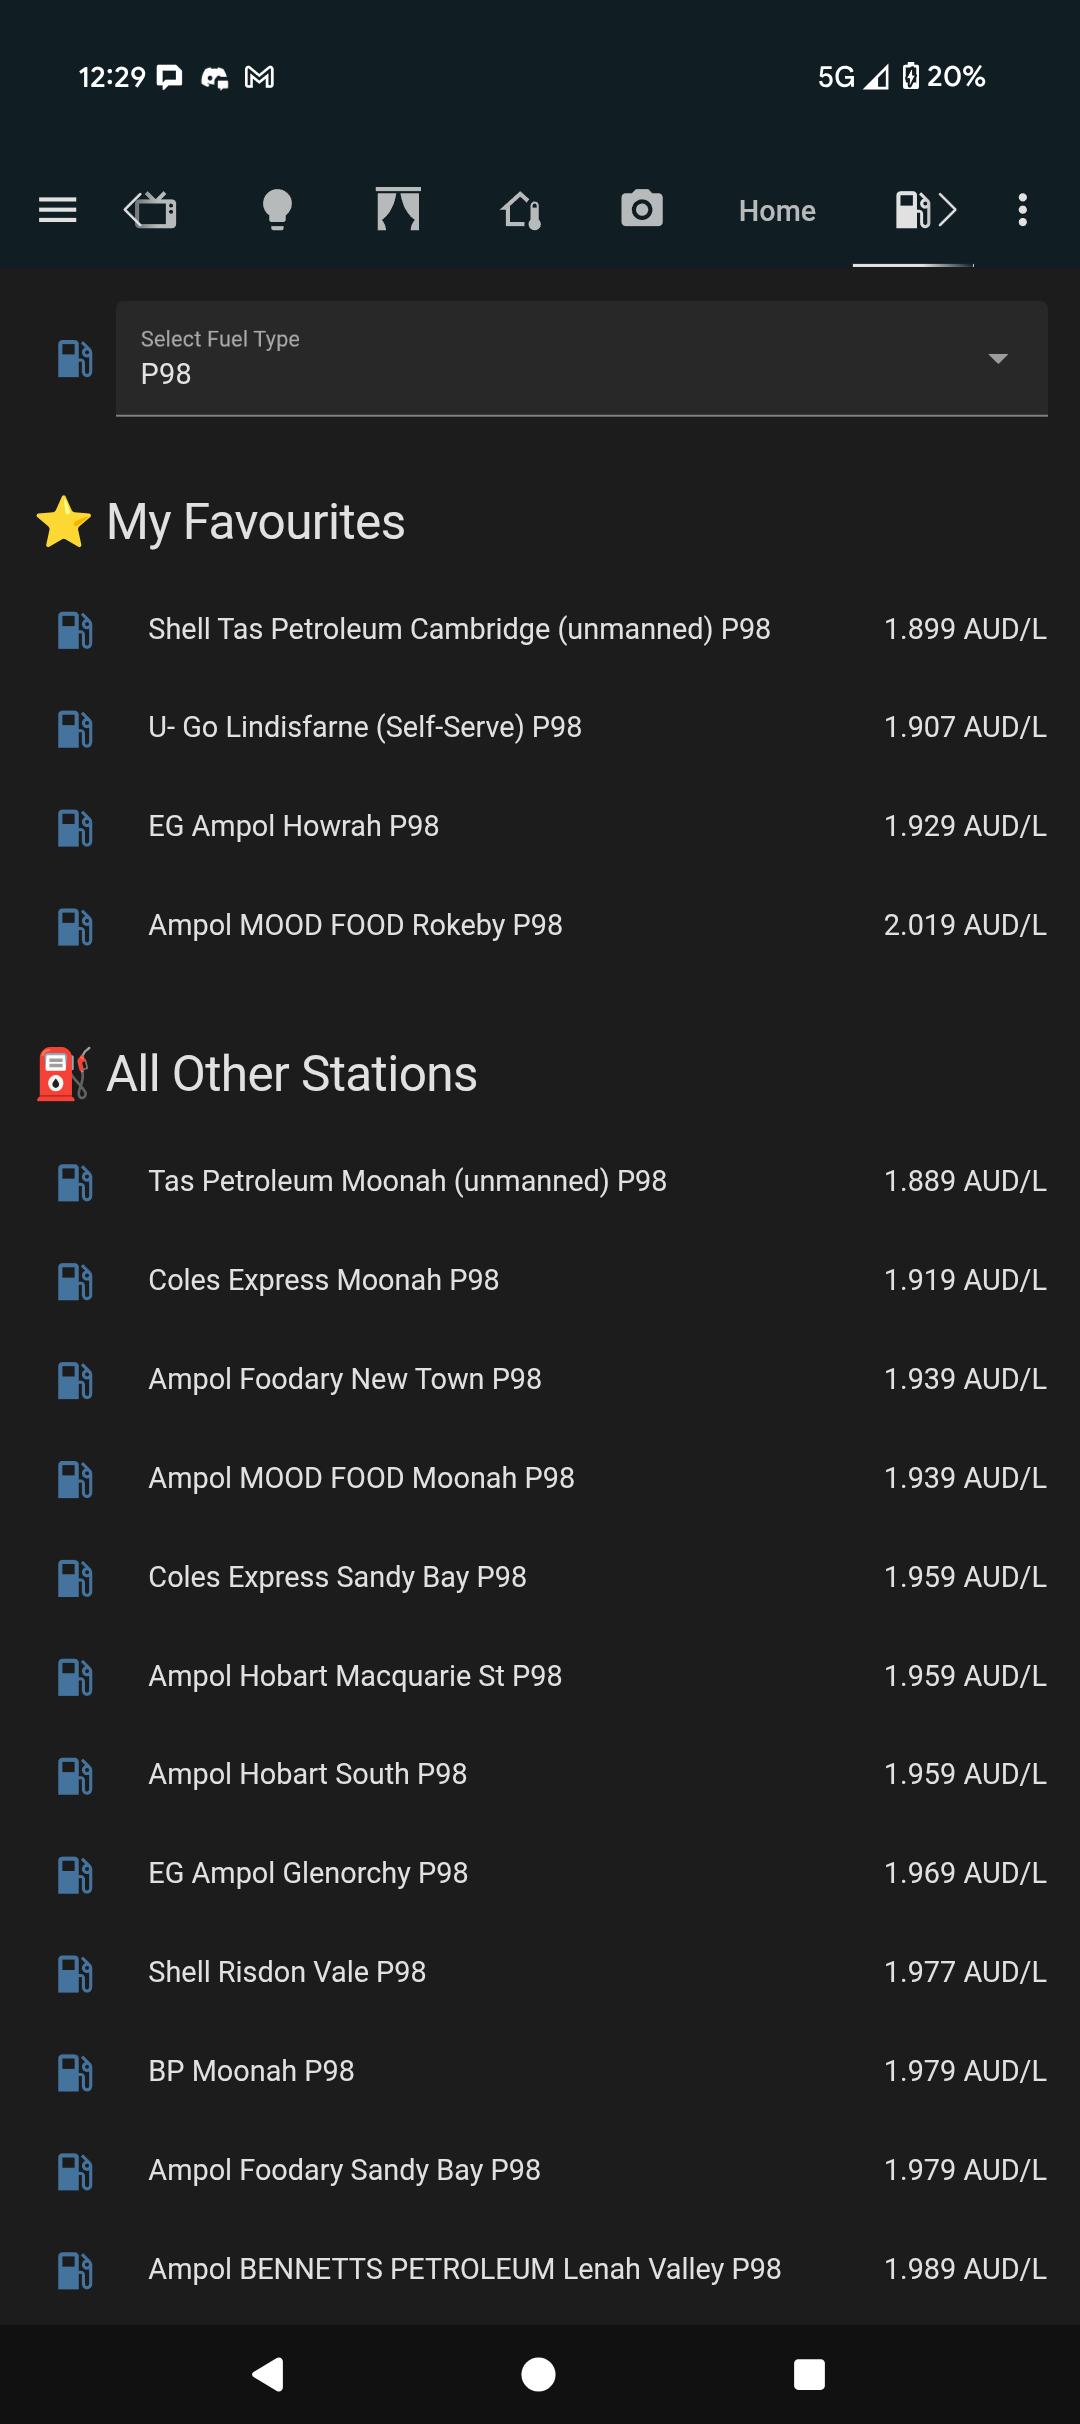 12:29
5G 20%
Home
Select Fuel Type
P98
My Favourites
Shell Tas Petroleum Cambridge (unmanned) P98 1.899 AUD/L
U- Go Lindisfarne (Self-Serve) P98 1.907 AUD/L
EG Ampol Howrah P98 1.929 AUD/L
Ampol MOOD FOOD Rokeby P98 2.019 AUD/L
All Other Stations
Tas Petroleum Moonah (unmanned) P98 1.889 AUD/L
Coles Express Moonah P98 1.919 AUD/L
Ampol Foodary New Town P98 1.939 AUD/L
Ampol MOOD FOOD Moonah P98 1.939 AUD/L
Coles Express Sandy Bay P98 1.959 AUD/L
Ampol Hobart Macquarie St P98 1.959 AUD/L
Ampol Hobart South P98 1.959 AUD/L
EG Ampol Glenorchy P98 1.969 AUD/L
Shell Risdon Vale P98 1.977 AUD/L
BP Moonah P98 1.979 AUD/L
Ampol Foodary Sandy Bay P98 1.979 AUD/L
Ampol BENNETTS PETROLEUM Lenah Valley P98 1.989 AUD/L